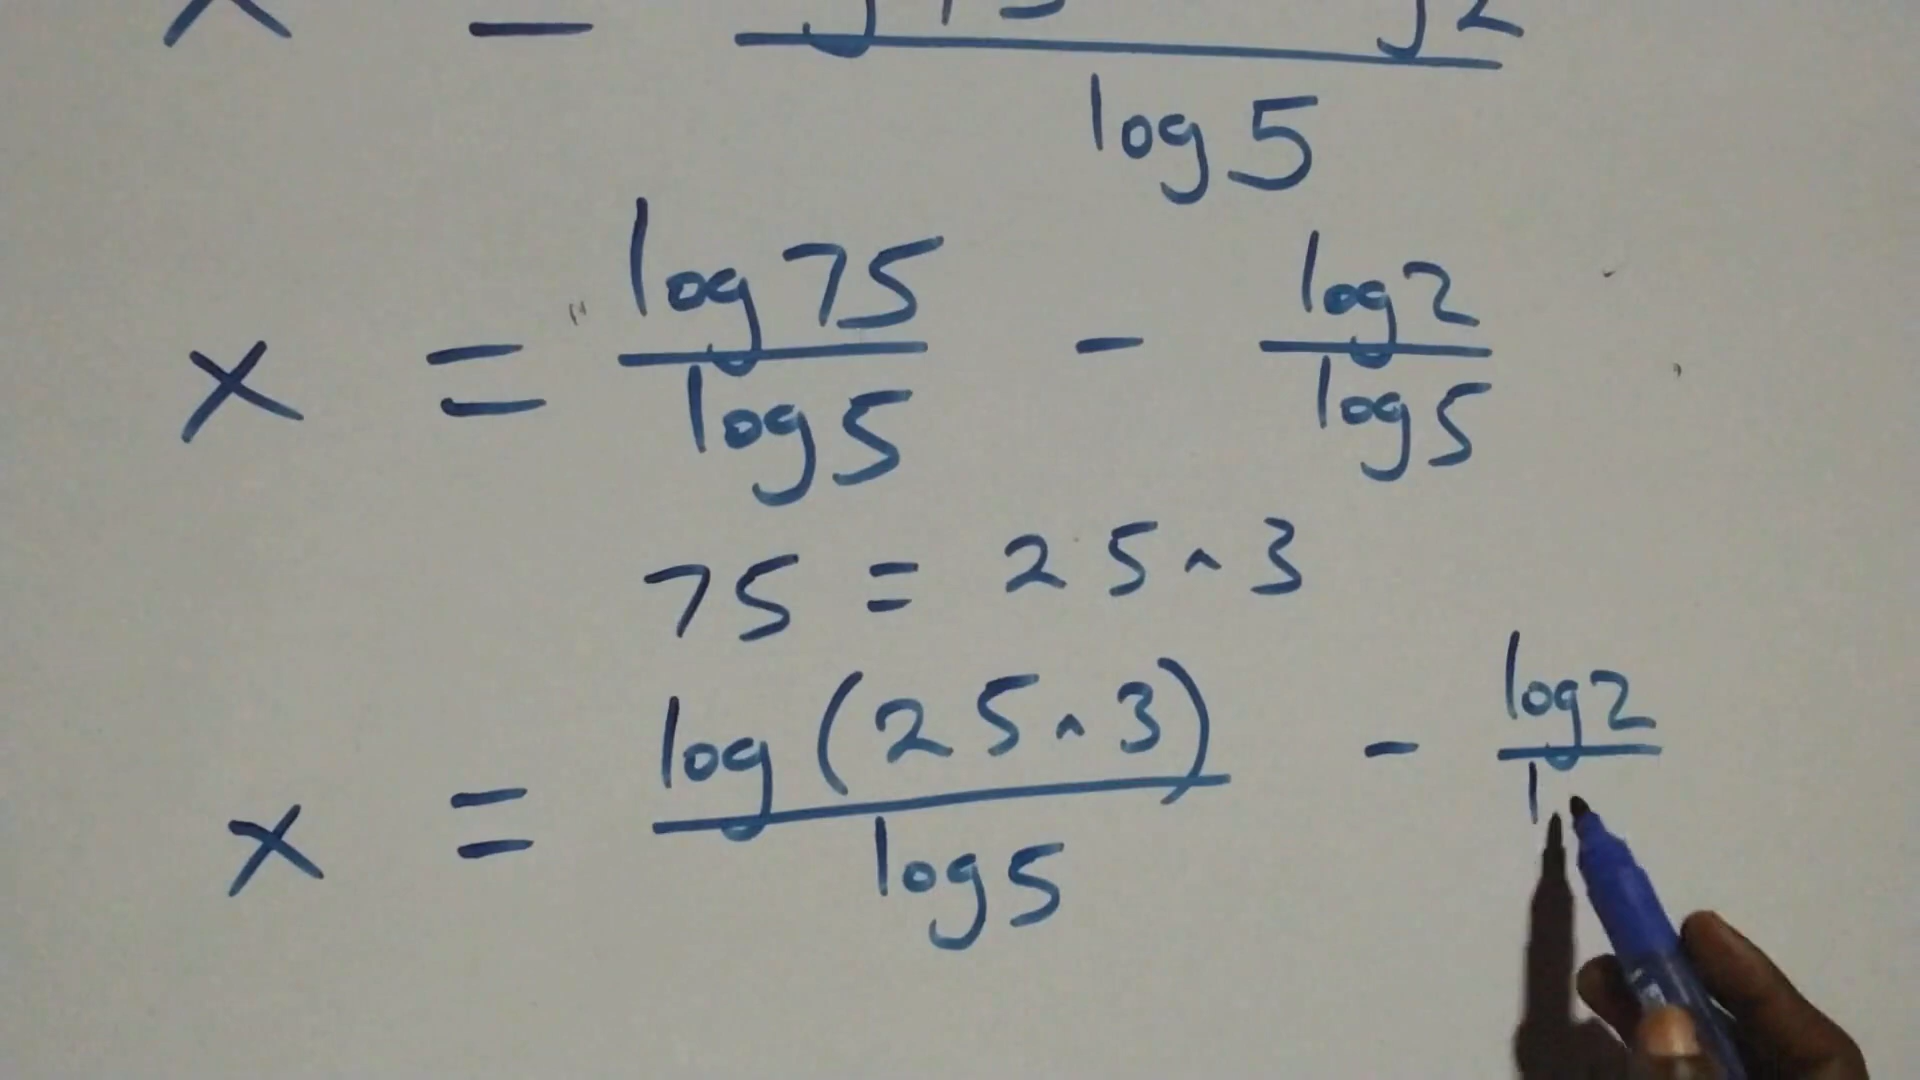 log 5
x = log 75 / log 5 - log 2 / log 5
75 = 25 × 3
x = log (25 × 3) / log 5 - log 2 / l